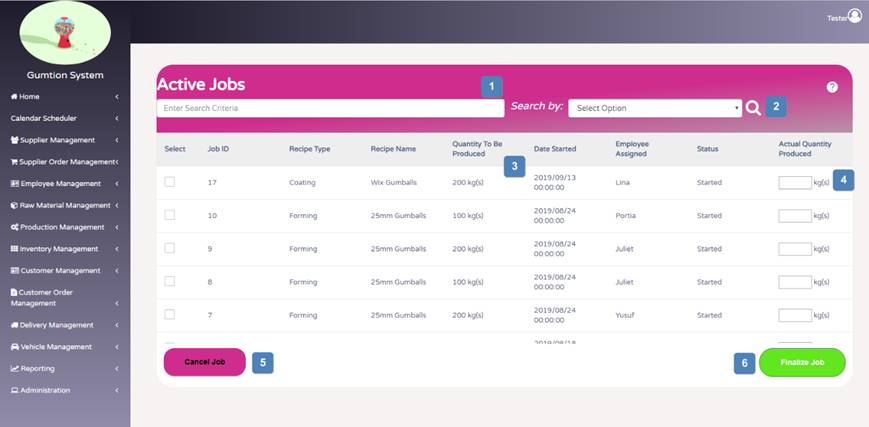 Tester
Gumtion System
Home
Calendar Scheduler
Supplier Management
Supplier Order Management
Employee Management
Raw Material Management
Production Management
Inventory Management
Customer Management
Customer Order
Management
Delivery Management
Vehicle Management
Reporting
Administration
Active Jobs
1
?
Enter Search Criteria
Search by:
Select Option
2
Select Job ID Recipe Type Recipe Name Quantity To Be Produced Date Started Employee Assigned Status Actual Quantity Produced
3
17 Coating Wix Gumballs 200 kg(s) 2019/09/13 00:00:00 Lina Started kg(s)
4
10 Forming 25mm Gumballs 100 kg(s) 2019/08/24 00:00:00 Portia Started kg(s)
9 Forming 25mm Gumballs 200 kg(s) 2019/08/24 00:00:00 Juliet Started kg(s)
8 Forming 25mm Gumballs 100 kg(s) 2019/08/24 00:00:00 Juliet Started kg(s)
7 Forming 25mm Gumballs 200 kg(s) 2019/08/24 00:00:00 Yusuf Started kg(s)
2019/08/18
Cancel Job
5
6
Finalize Job